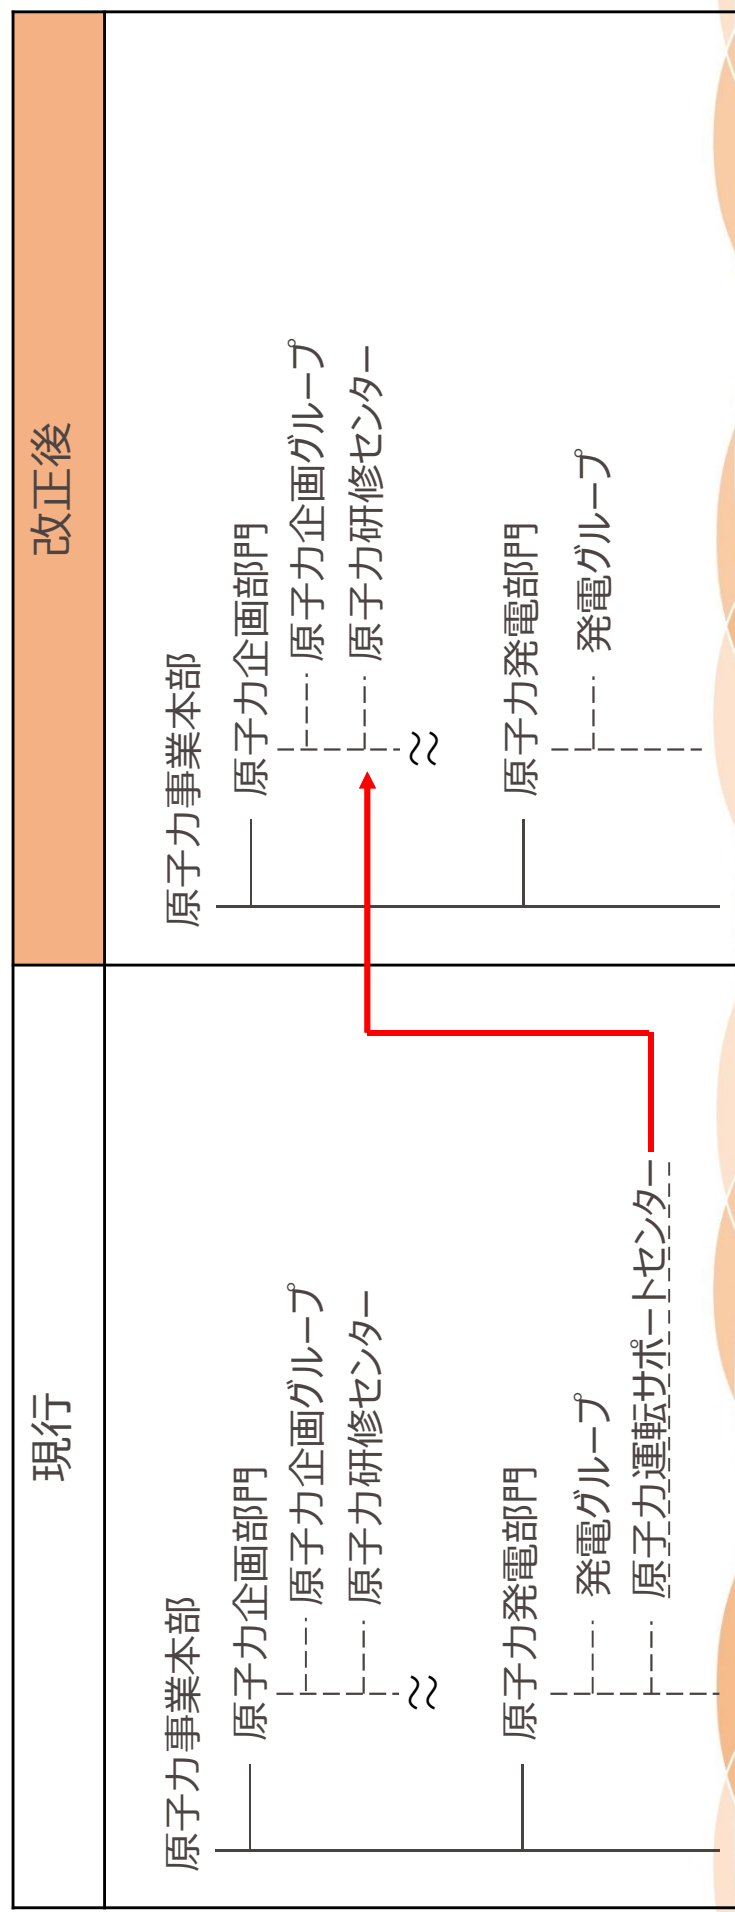 現行
原子力事業本部
原子力企画部門
原子力企画グループ
原子力研修センター
原子力発電部門
発電グループ
原子力運転サポートセンター
改正後
原子力事業本部
原子力企画部門
原子力企画グループ
原子力研修センター
原子力発電部門
発電グループ